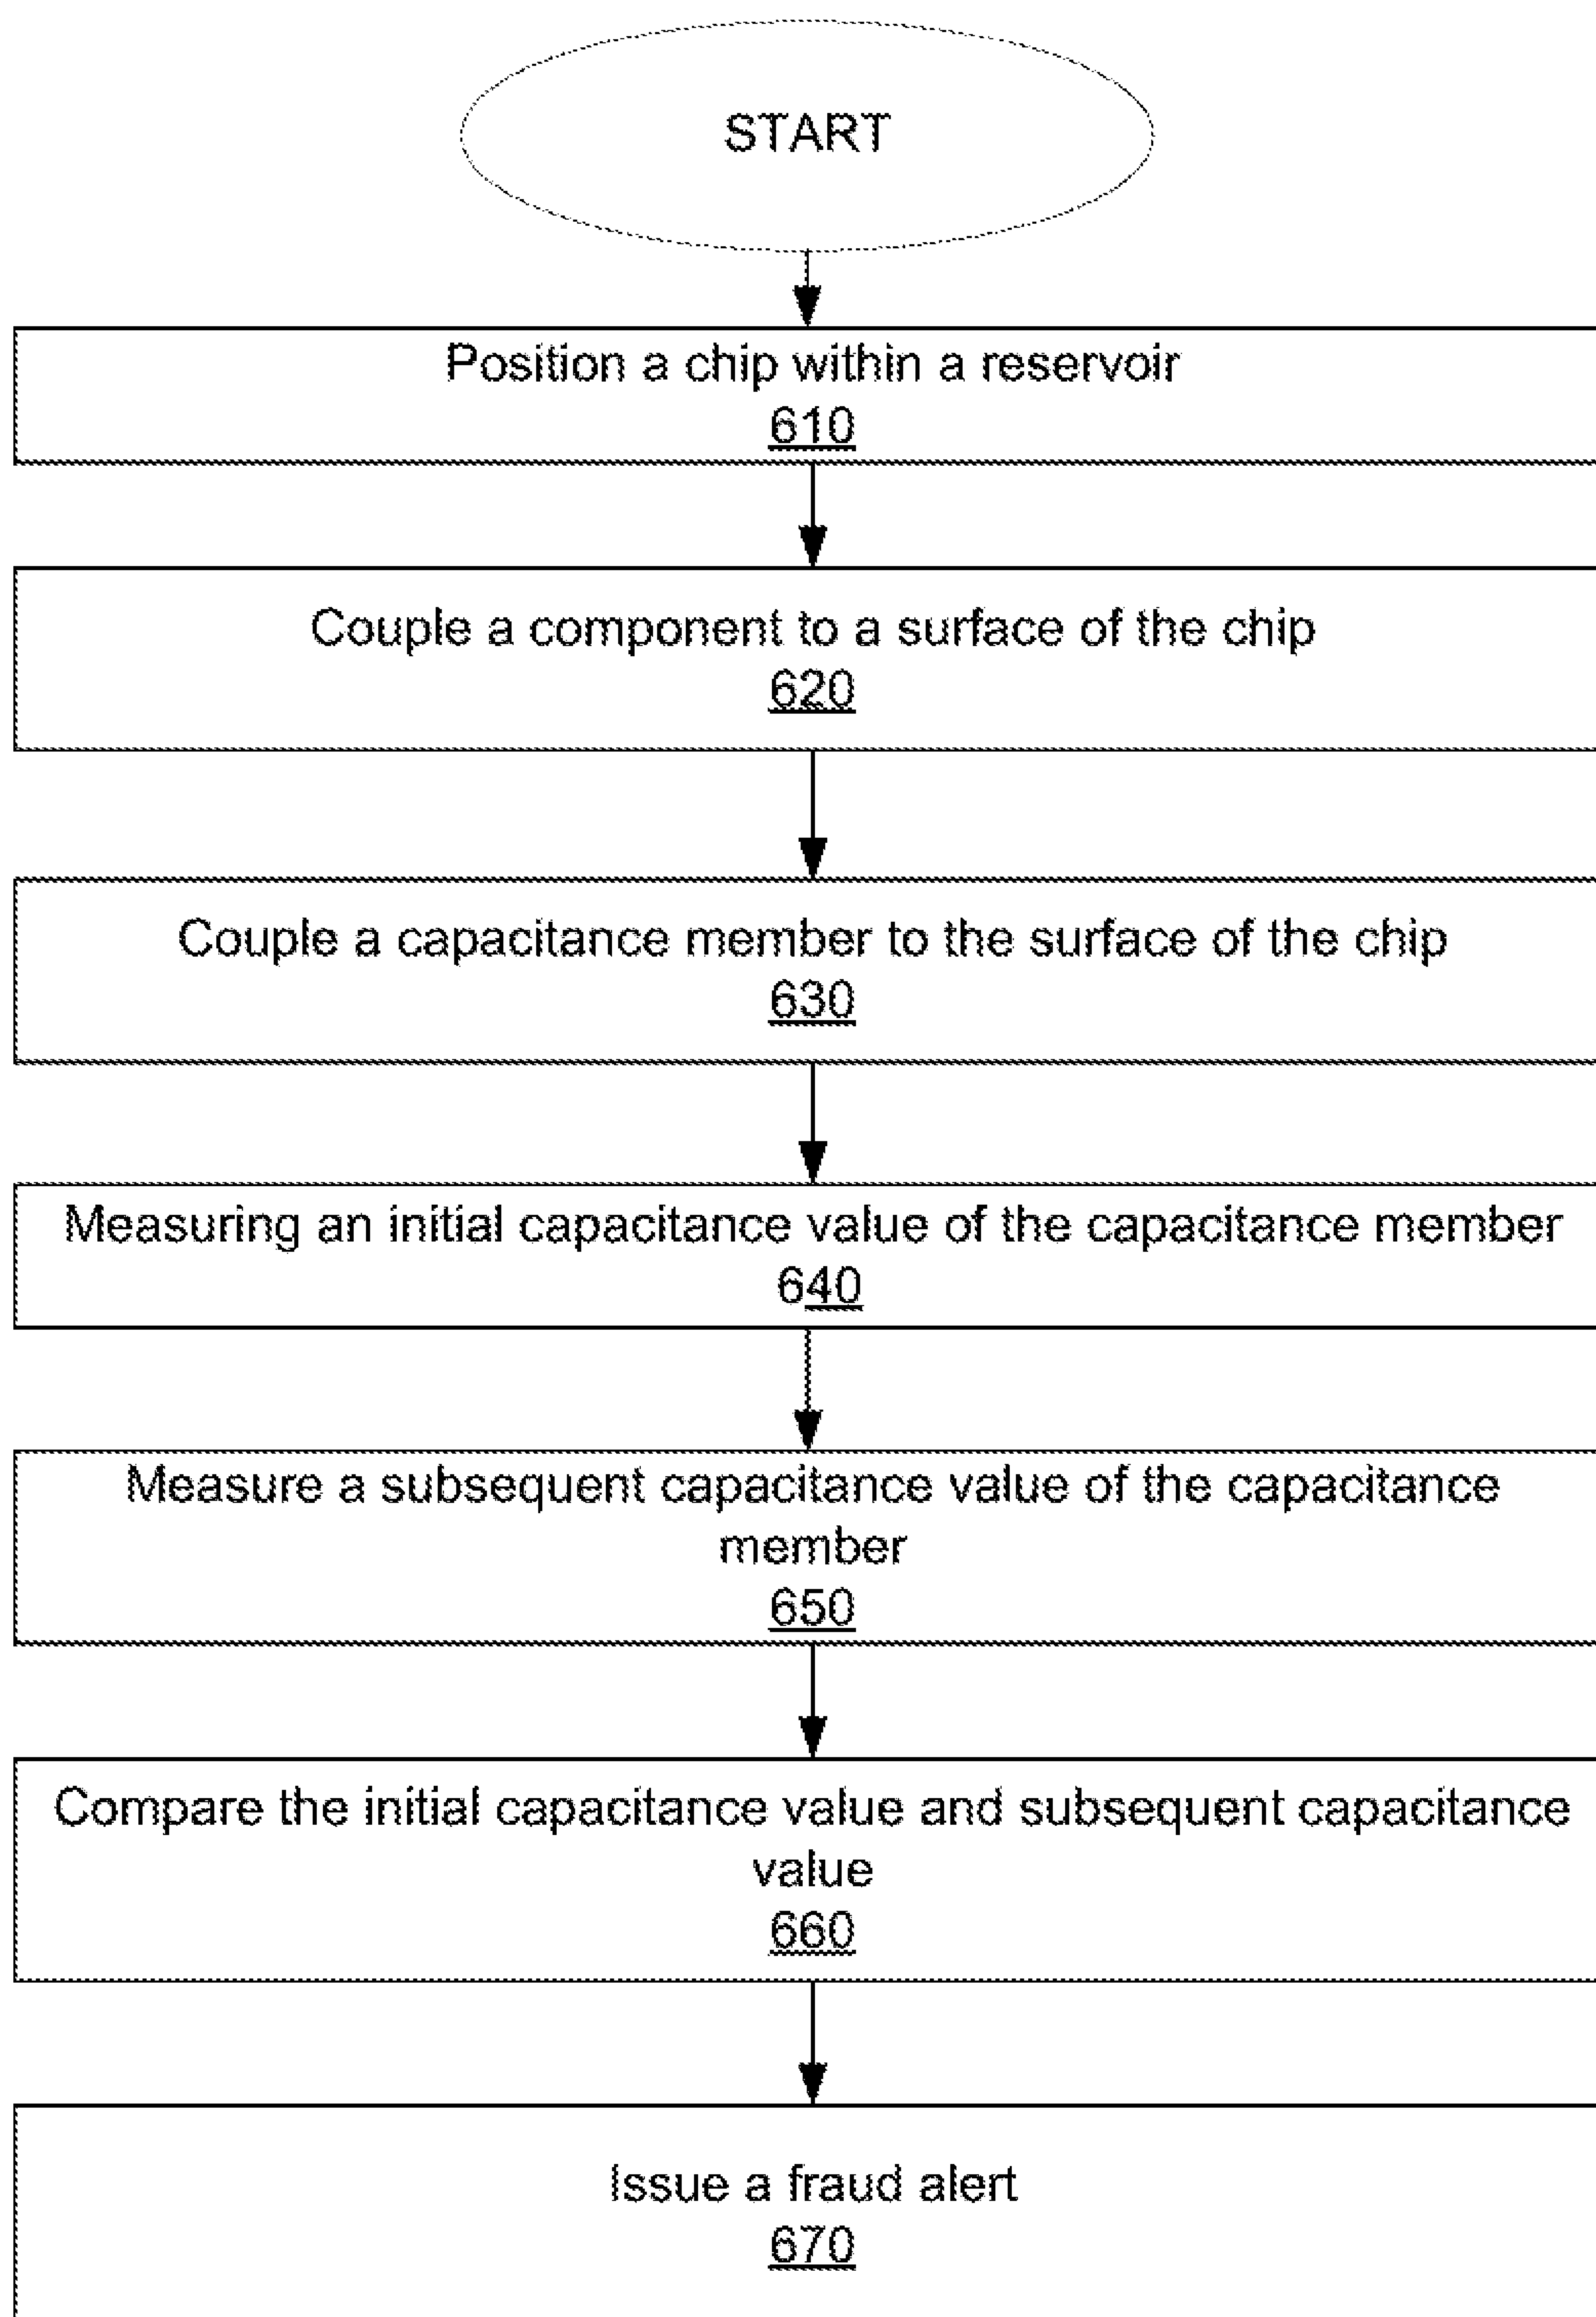 START
Position a chip within a reservoir
610
Couple a component to a surface of the chip
620
Couple a capacitance member to the surface of the chip
630
Measuring an initial capacitance value of the capacitance member
640
Measure a subsequent capacitance value of the capacitance
member
650
Compare the initial capacitance value and subsequent capacitance
value
660
Issue a fraud alert
670